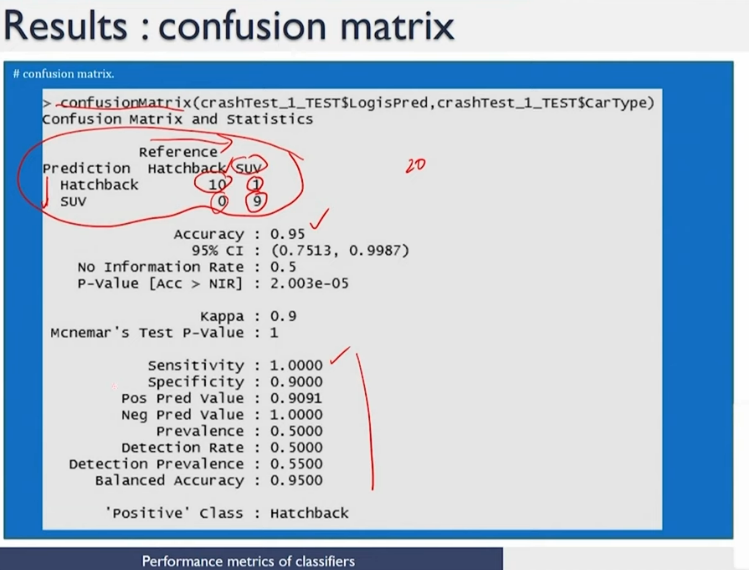 Results : confusion matrix
# confusion matrix.
> confusionMatrix(crashTest_1_TEST$LogisPred,crashTest_1_TEST$CarType)
Confusion Matrix and Statistics
Reference
Prediction Hatchback SUV
Hatchback 10 1
SUV 0 9
20
Accuracy : 0.95
95% CI : (0.7513, 0.9987)
No Information Rate : 0.5
P-Value [Acc > NIR] : 2.003e-05
Kappa : 0.9
Mcnemar's Test P-Value : 1
Sensitivity : 1.0000
Specificity : 0.9000
Pos Pred Value : 0.9091
Neg Pred Value : 1.0000
Prevalence : 0.5000
Detection Rate : 0.5000
Detection Prevalence : 0.5500
Balanced Accuracy : 0.9500
'Positive' Class : Hatchback
Performance metrics of classifiers